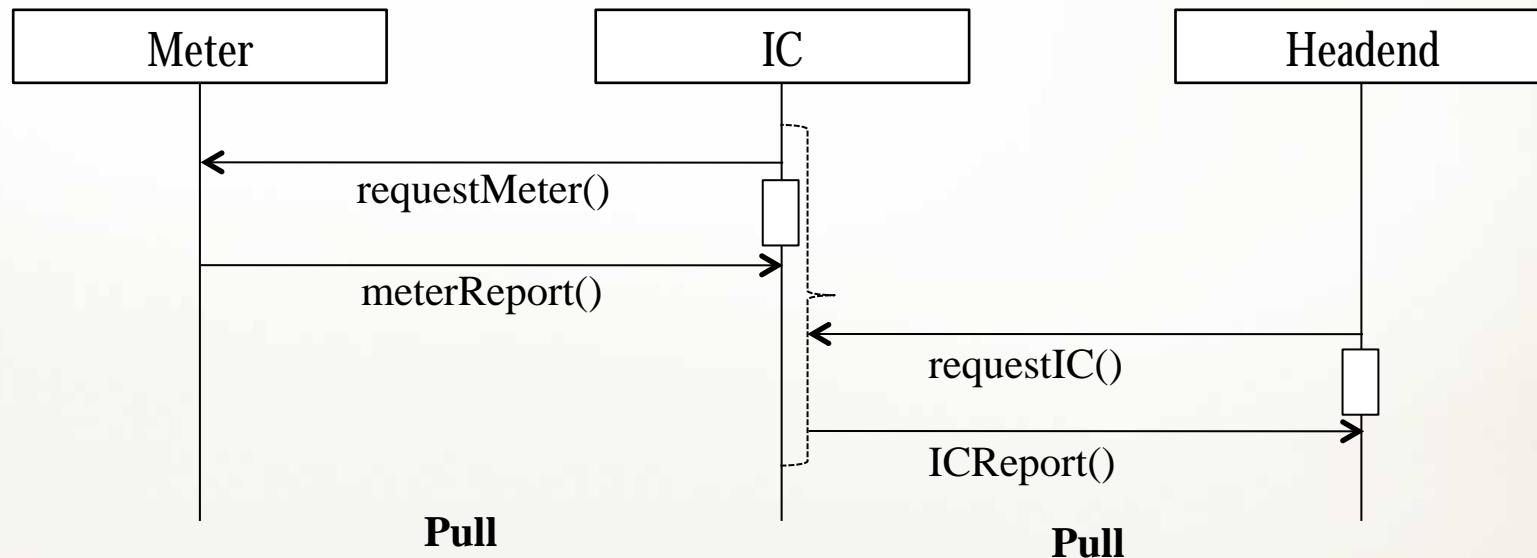 Meter
IC
Headend
requestMeter()
meterReport()
requestIC()
ICReport()
Pull
Pull